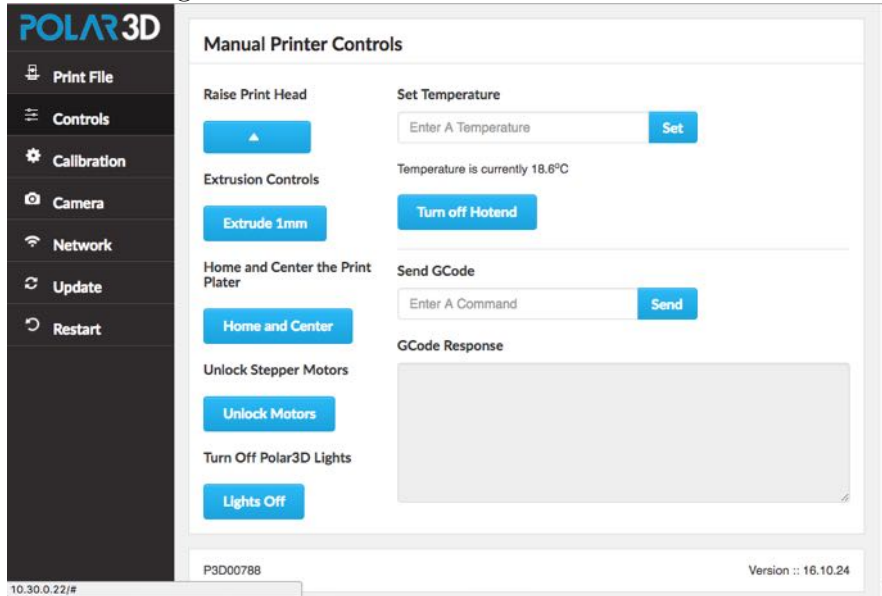 POLAR3D
Print File
Controls
Calibration
Camera
Network
Update
Restart
Manual Printer Controls
Raise Print Head
Extrusion Controls
Extrude 1mm
Home and Center the Print
Plater
Home and Center
Unlock Stepper Motors
Unlock Motors
Turn Off Polar3D Lights
Lights Off
Set Temperature
Enter A Temperature
Set
Temperature is currently 18.6°C
Turn off Hotend
Send GCode
Enter A Command
Send
GCode Response
P3D00788
Version :: 16.10.24
10.30.0.22/#